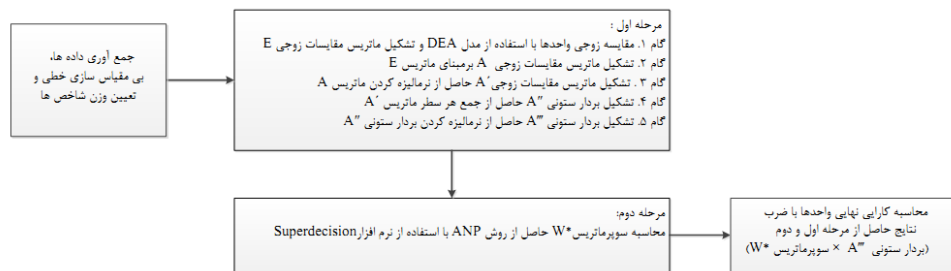 جمع آوری داده ها،
بی مقیاس سازی خطی و
تعیین وزن شاخص ها
مرحله اول :
گام ۱. مقایسه زوجی واحدها با استفاده از مدل DEA و تشکیل ماتریس مقایسات زوجی E
گام ۲. تشکیل ماتریس مقایسات زوجی A برمبنای ماتریس E
گام ۳ . تشکیل ماتریس مقایسات زوجی A′ حاصل از نرمالیزه کردن ماتریس A
گام ۴. تشکیل بردار ستونی A″ حاصل از جمع هر سطر ماتریس A′
گام ۵. تشکیل بردار ستونی A‴ حاصل از نرمالیزه کردن بردار ستونی A″
مرحله دوم:
محاسبه سوپرماتریس W* حاصل از روش ANP با استفاده از نرم افزار Superdecision
محاسبه کارایی نهایی واحدها با ضرب
نتایج حاصل از مرحله اول و دوم
(بردار ستونی A‴ × سوپرماتریس W*)